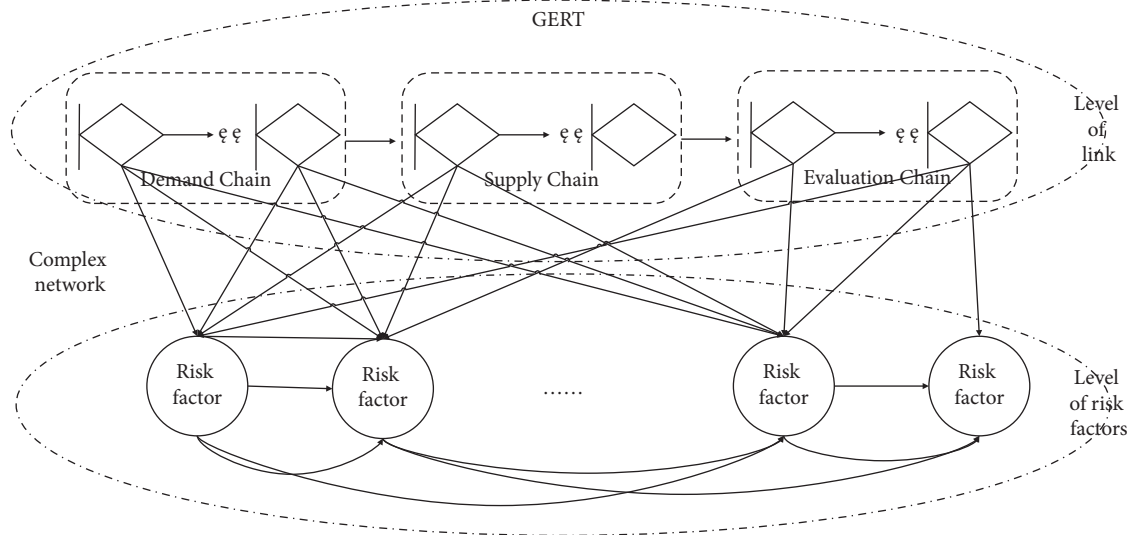 GERT
ę ę
ę ę
ę ę
Level
of
link
Demand Chain
Supply Chain
Evaluation Chain
Complex
network
Risk
factor
Risk
factor
......
Risk
factor
Risk
factor
Level
of risk
factors